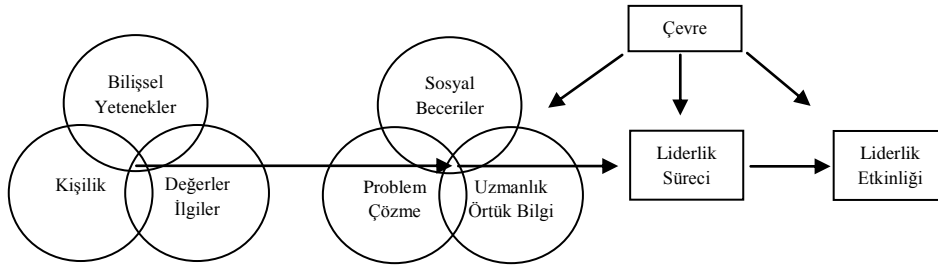 Çevre
Bilişsel
Yetenekler
Sosyal
Beceriler
Kişilik
Değerler
İlgiler
Problem
Çözme
Uzmanlık
Örtük Bilgi
Liderlik
Süreci
Liderlik
Etkinliği